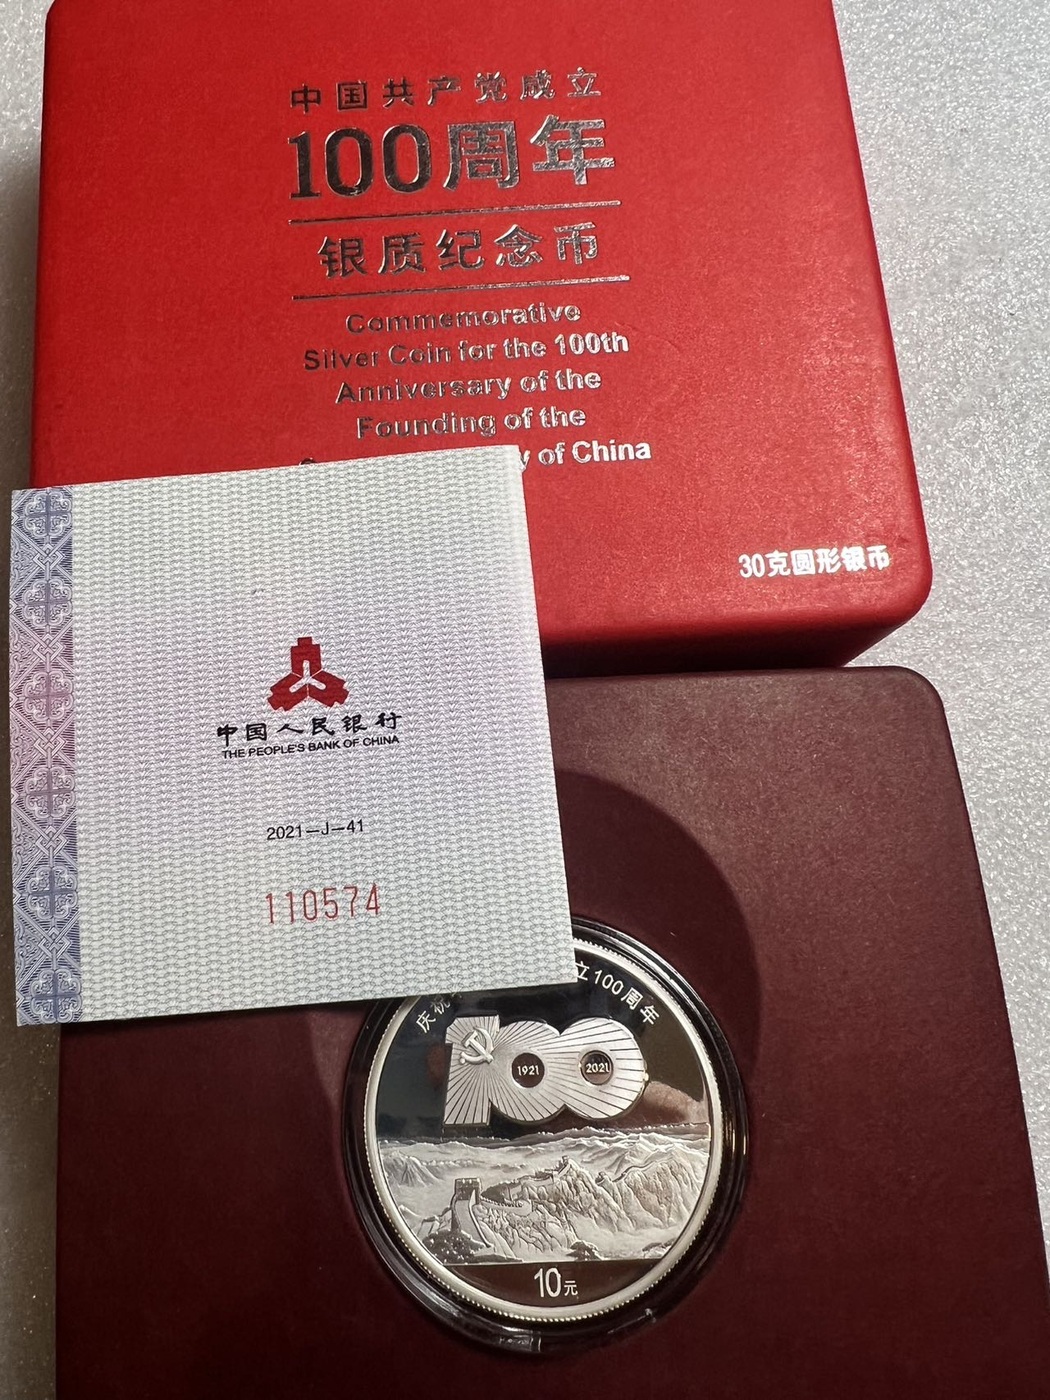 中国共产党成立
100周年
银质纪念币
Commemorative
Silver Coin for the 100th
Anniversary of the
Founding of the
of China
30克圆形银币
中国人民银行
THE PEOPLE'S BANK OF CHINA
2021-J-41
110574
庆祝
立100周年
1921
2021
10元